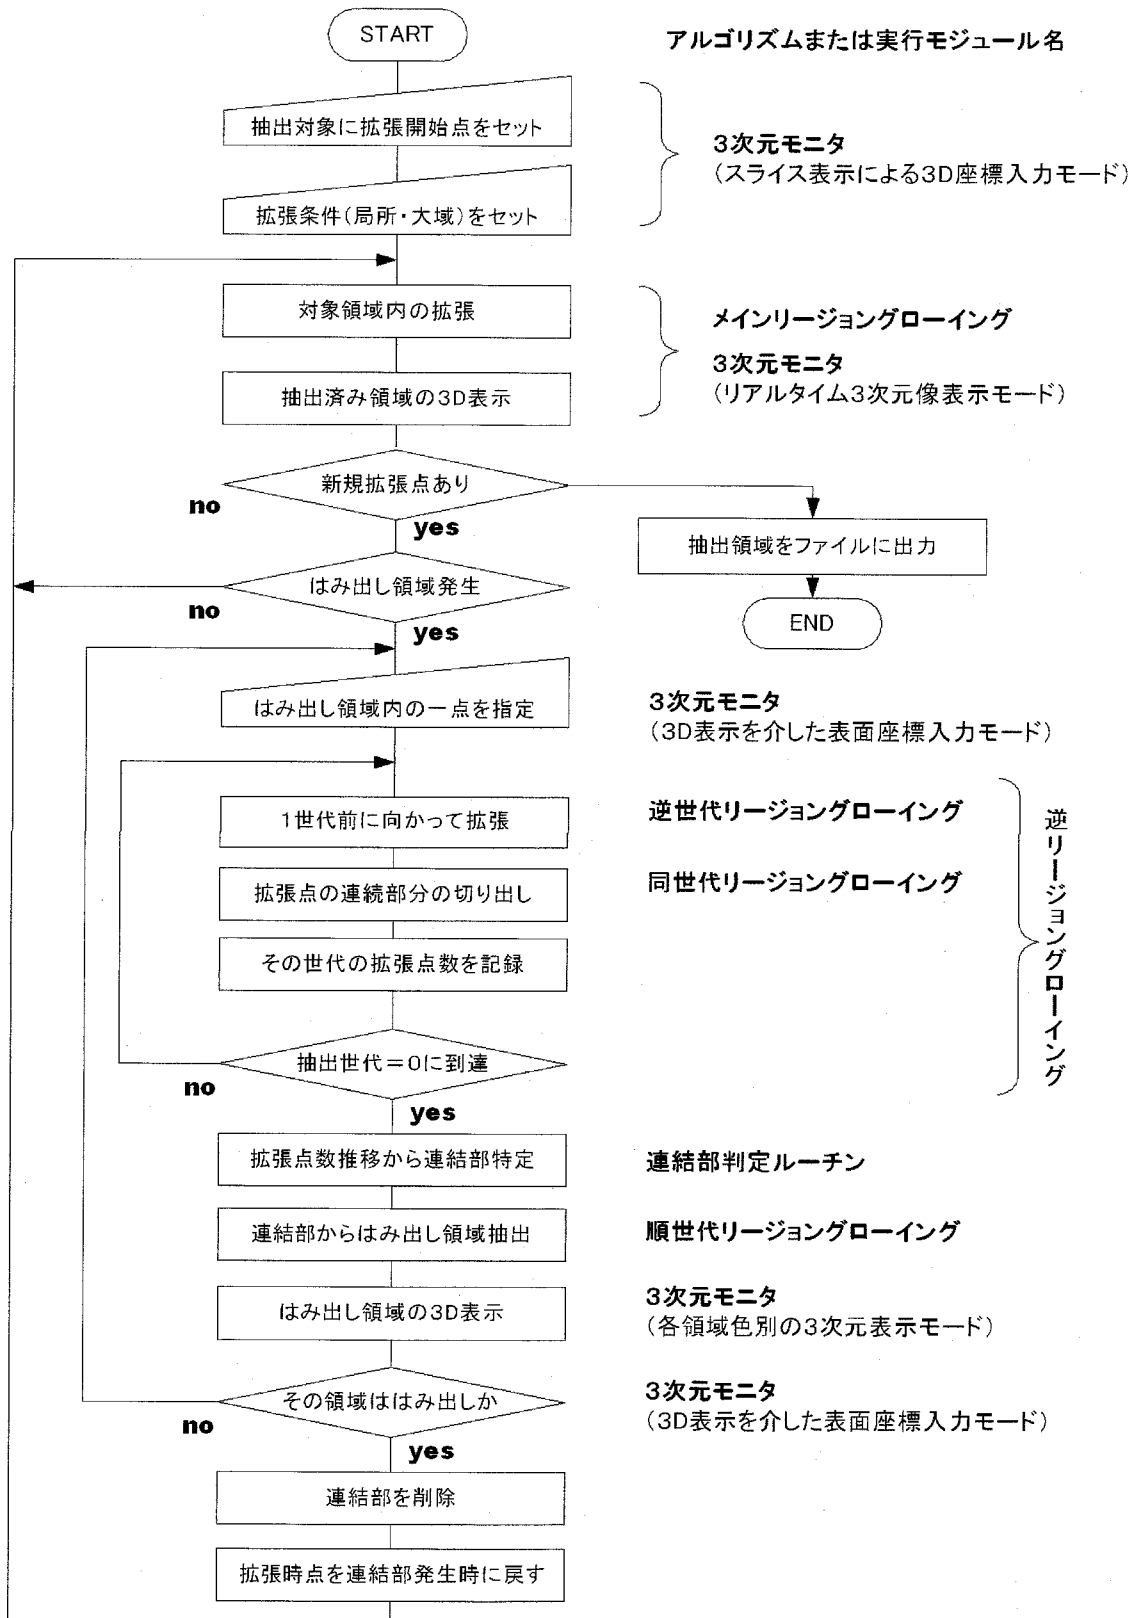 START
アルゴリズムまたは実行モジュール名
抽出対象に拡張開始点をセット
3次元モニタ
(スライス表示による3D座標入力モード)
拡張条件(局所・大域)をセット
対象領域内の拡張
メインリージョングローイング
3次元モニタ
(リアルタイム3次元像表示モード)
抽出済み領域の3D表示
新規拡張点あり
no
yes
抽出領域をファイルに出力
はみ出し領域発生
no
yes
END
はみ出し領域内の一点を指定
3次元モニタ
(3D表示を介した表面座標入力モード)
1世代前に向かって拡張
逆世代リージョングローイング
拡張点の連続部分の切り出し
同世代リージョングローイング
その世代の拡張点数を記録
逆リージョングローイング
抽出世代=0に到達
no
yes
拡張点数推移から連結部特定
連結部判定ルーチン
連結部からはみ出し領域抽出
順世代リージョングローイング
はみ出し領域の3D表示
3次元モニタ
(各領域色別の3次元表示モード)
その領域ははみ出しか
3次元モニタ
(3D表示を介した表面座標入力モード)
no
yes
連結部を削除
拡張時点を連結部発生時に戻す